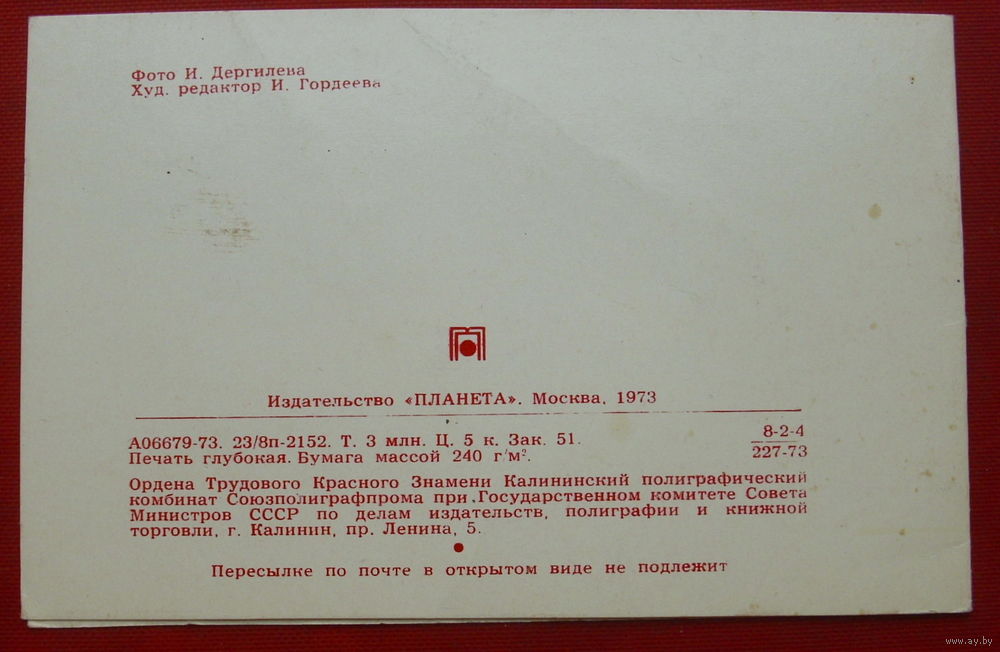 Фото И. Дергилева
Худ. редактор И. Гордеева
Издательство «ПЛАНЕТА». Москва, 1973
А06679-73. 23/8п-2152. Т. 3 млн. Ц. 5 к. Зак. 51.
8-2-4
Печать глубокая. Бумага массой 240 г/м².
227-73
Ордена Трудового Красного Знамени Калининский полиграфический
комбинат Союзполиграфпрома при Государственном комитете Совета
Министров СССР по делам издательств, полиграфии и книжной
торговли, г. Калинин, пр. Ленина, 5.
Пересылке по почте в открытом виде не подлежит
www.ay.by